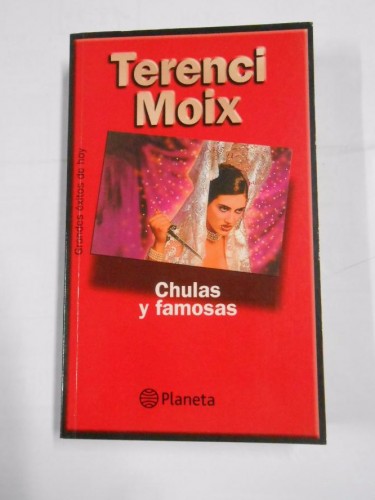 Terenci
Moix
Grandes éxitos de hoy
Chulas
y famosas
Planeta